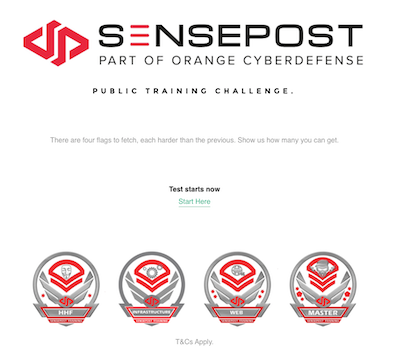 SENSEPOST
PART OF ORANGE CYBERDEFENSE
PUBLIC TRAINING CHALLENGE.
There are four flags to fetch, each harder than the previous. Show us how many you can get.
Test starts now
Start Here
HHF
INFRASTRUCTURE
WEB
MASTER
T&Cs Apply.